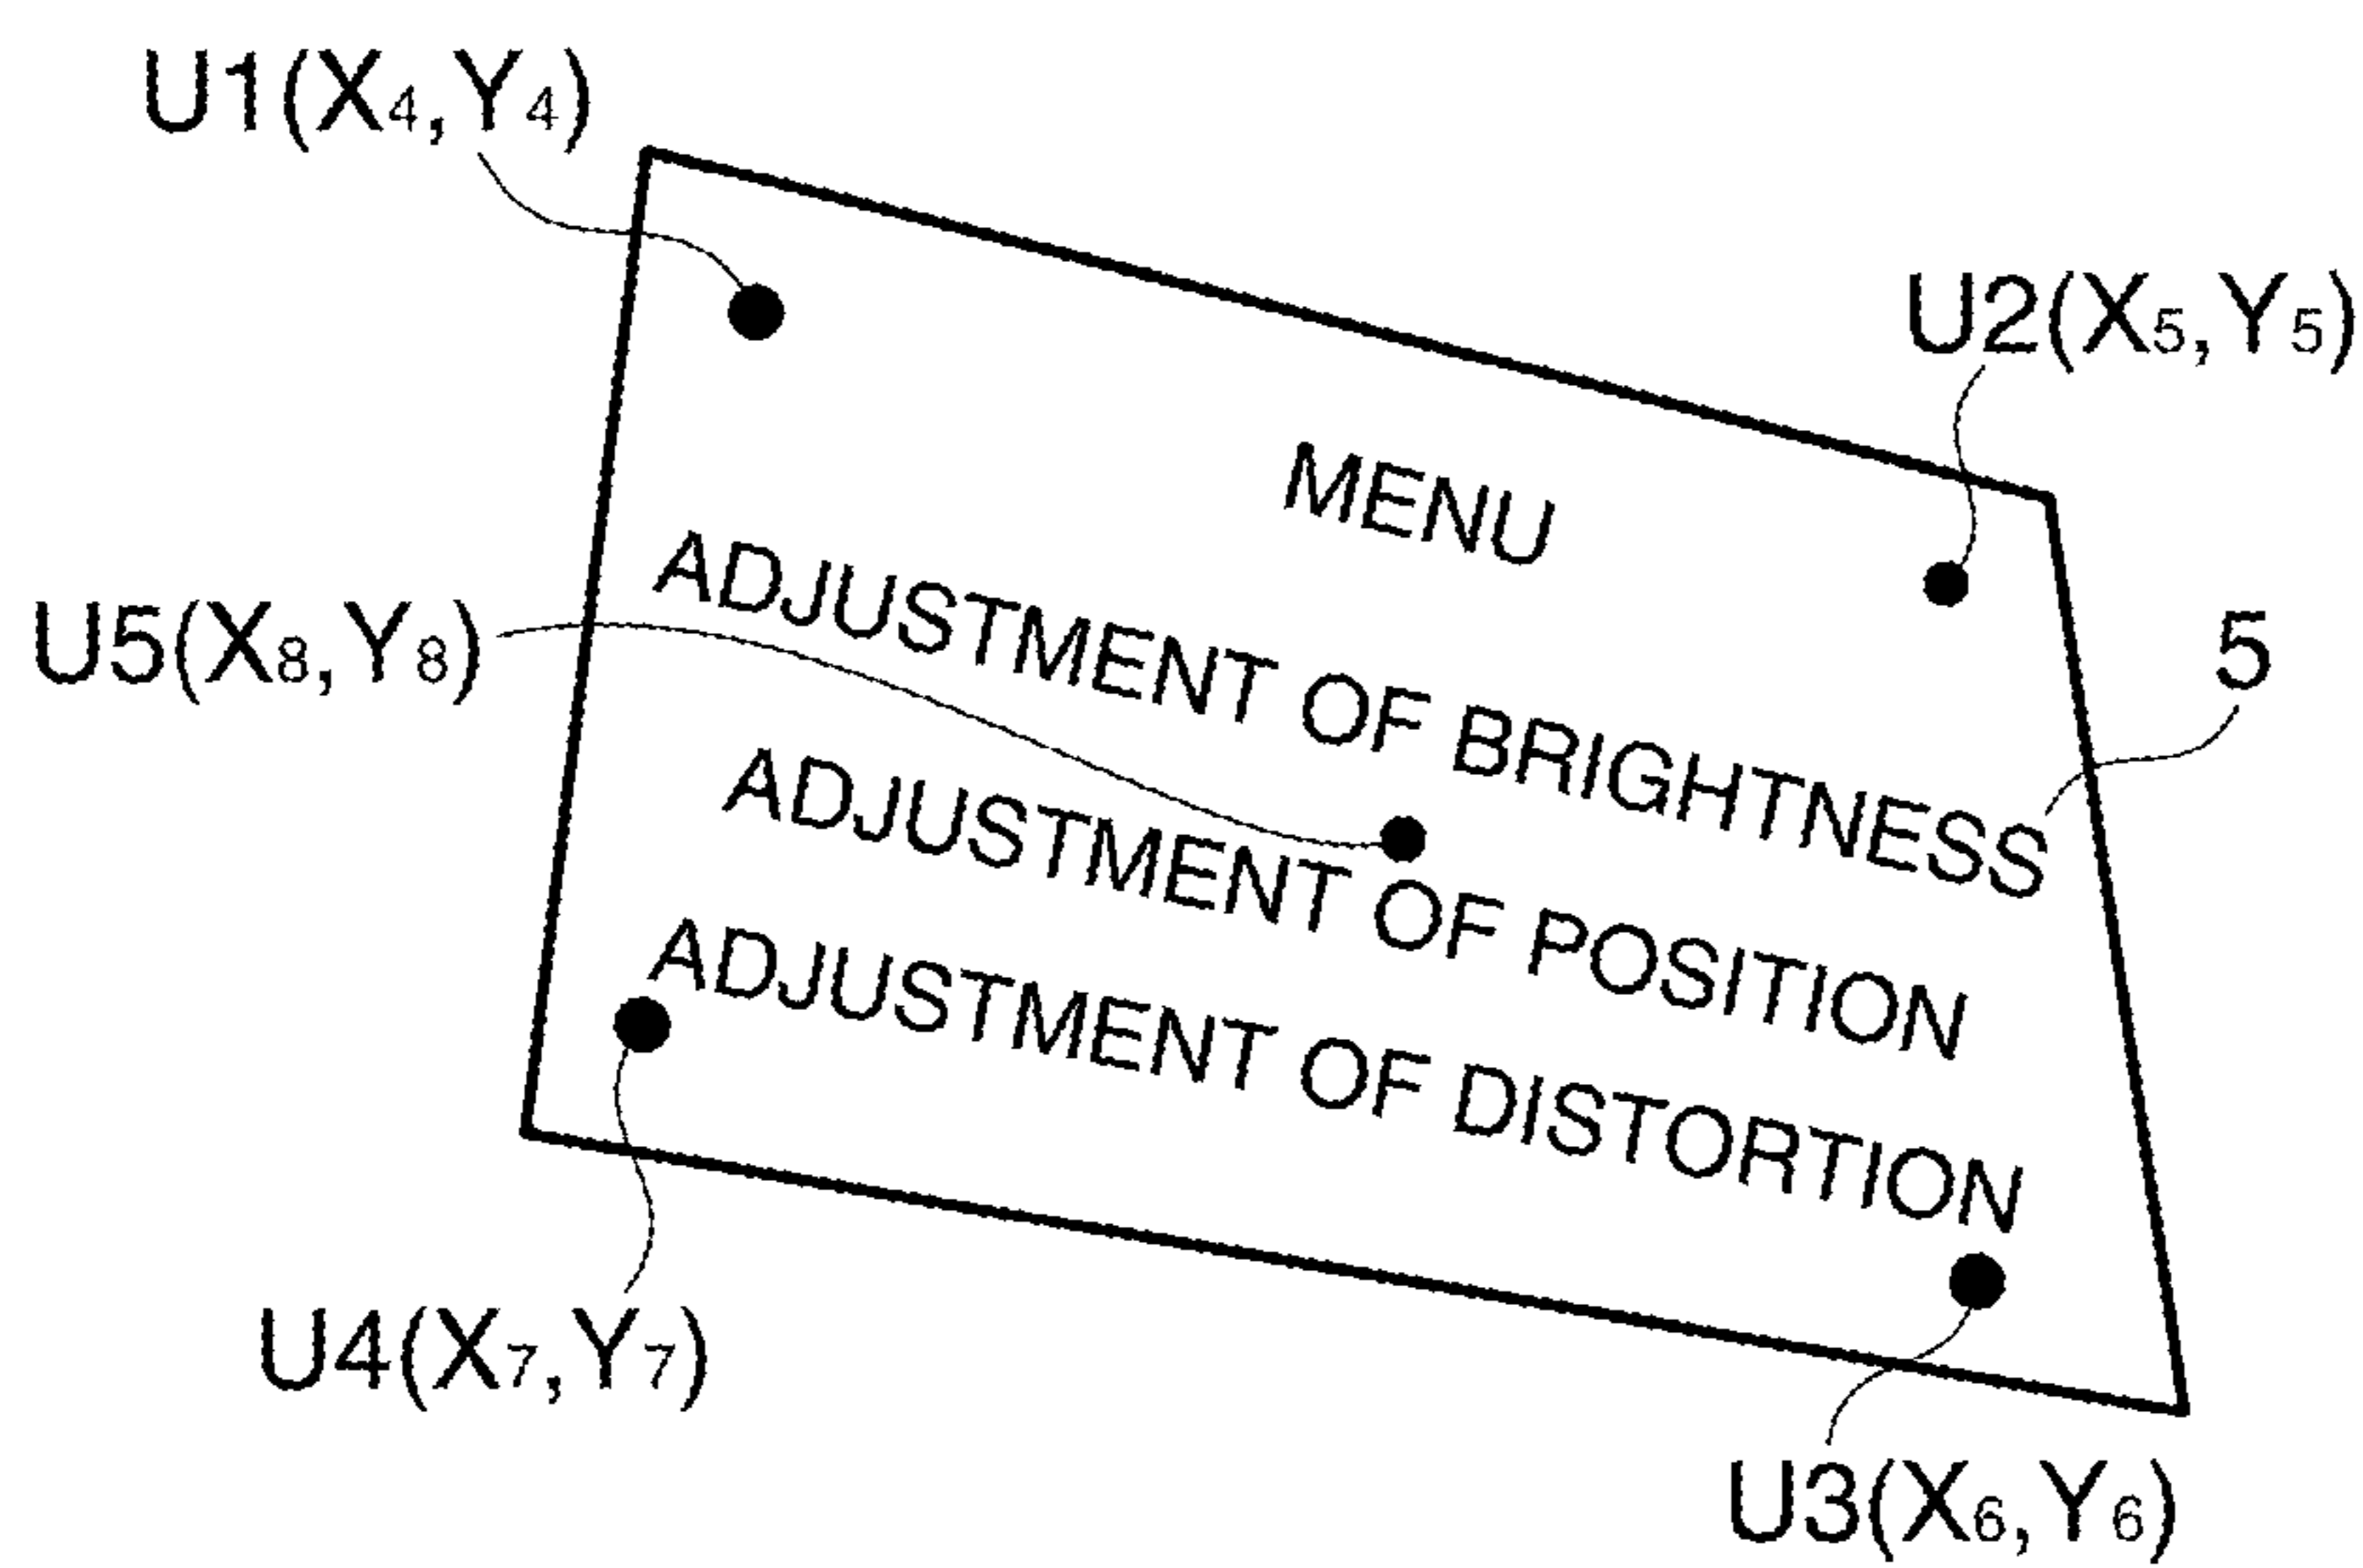 U1(X4,Y4)
U2(X5,Y5)
MENU
ADJUSTMENT OF BRIGHTNESS
U5(X8,Y8)
5
ADJUSTMENT OF POSITION
ADJUSTMENT OF DISTORTION
U4(X7,Y7)
U3(X6,Y6)